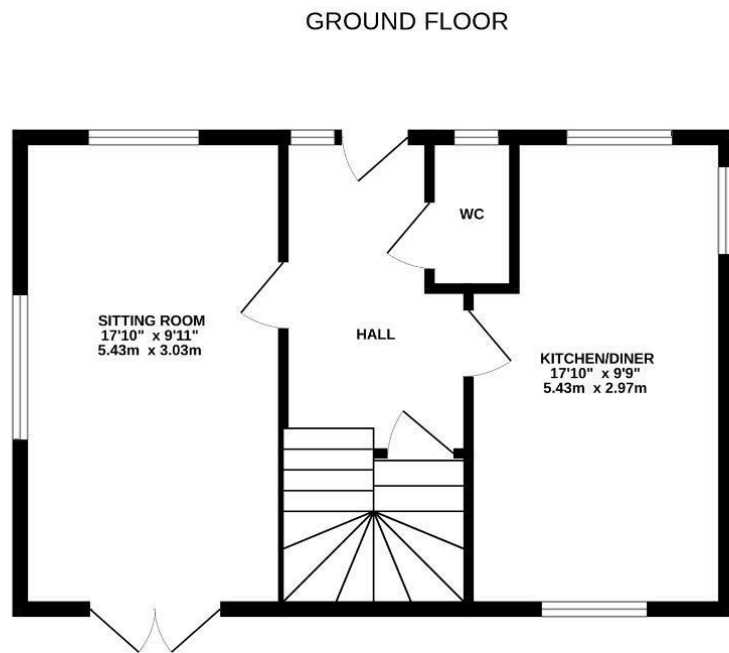 GROUND FLOOR
WC
SITTING ROOM
17'10" x 9'11"
5.43m x 3.03m
HALL
KITCHEN/DINER
17'10" x 9'9"
5.43m x 2.97m